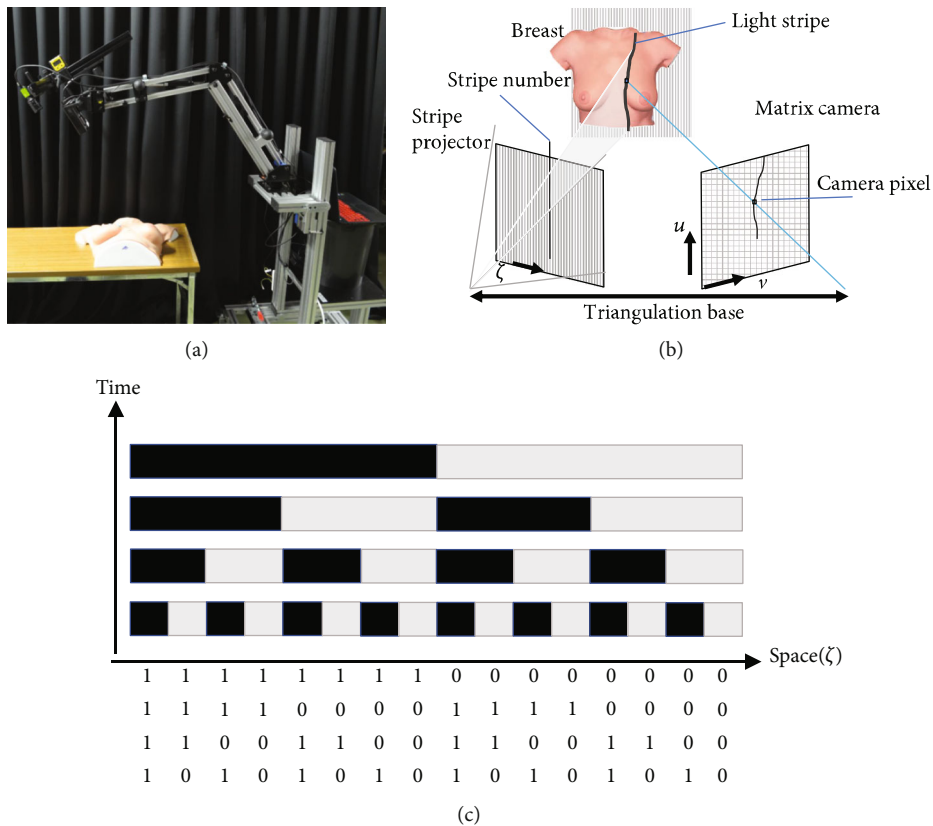 Breast
Light stripe
Stripe number
Stripe
projector
Matrix camera
Camera pixel
u
ζ
v
Triangulation base
(a)
(b)
Time
Space(ζ)
1 1 1 1 1 1 1 1 0 0 0 0 0 0 0 0
1 1 1 1 0 0 0 0 1 1 1 1 0 0 0 0
1 1 0 0 1 1 0 0 1 1 0 0 1 1 0 0
1 0 1 0 1 0 1 0 1 0 1 0 1 0 1 0
(c)